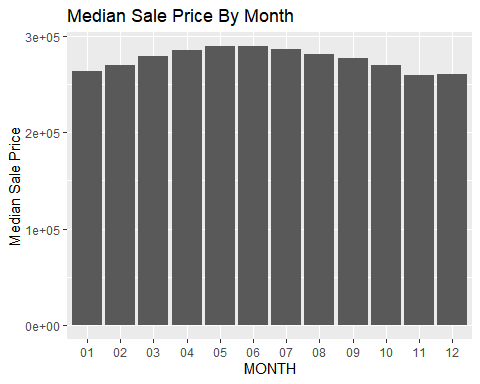 Median Sale Price By Month
3e+05
2e+05
1e+05
0e+00
Median Sale Price
01 02 03 04 05 06 07 08 09 10 11 12
MONTH